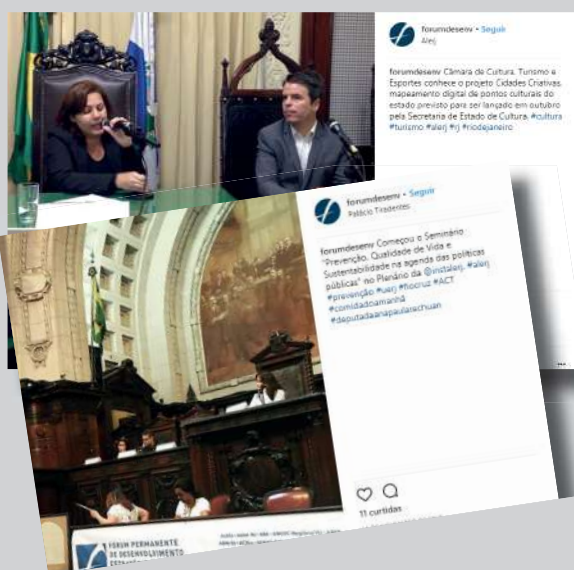 forumdesenv • Seguir
Alerj
forumdesenv Câmara de Cultura, Turismo e
Esportes conhece o projeto Cidades Criativas,
mapeamento digital de pontos culturais do
estado previsto para ser lançado em outubro
pela Secretaria de Estado de Cultura. #cultura
#turismo #alerj #rj #riodejaneiro
forumdesenv • Seguir
Palácio Tiradentes
forumdesenv Começou o Seminário
"Prevenção, Qualidade de Vida e
Sustentabilidade na agenda das políticas
públicas" no Plenário da @instalerj. #alerj
#prevenção #uerj #fiocruz #ACT
#comidadoamanhã
#deputadaanapaularechuan
11 curtidas
FÓRUM PERMANENTE
DE DESENVOLVIMENTO